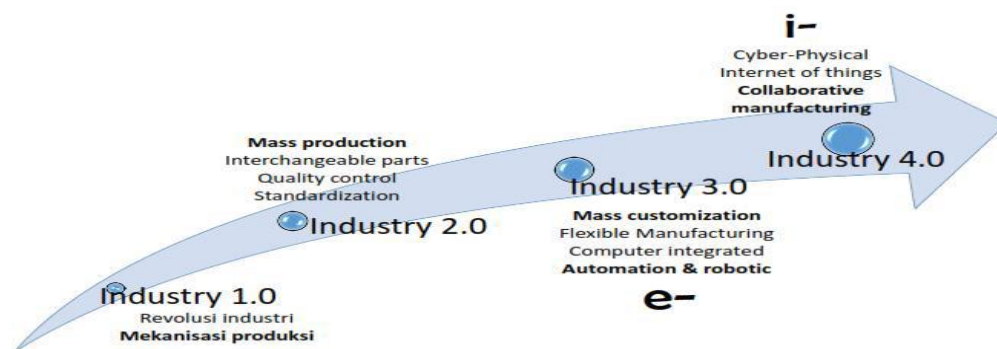 i-
Cyber-Physical
Internet of things
Collaborative
manufacturing
Mass production
Interchangeable parts
Quality control
Standardization
Industry 4.0
Industry 3.0
Industry 2.0
Mass customization
Flexible Manufacturing
Computer integrated
Automation & robotic
e-
Industry 1.0
Revolusi industri
Mekanisasi produksi